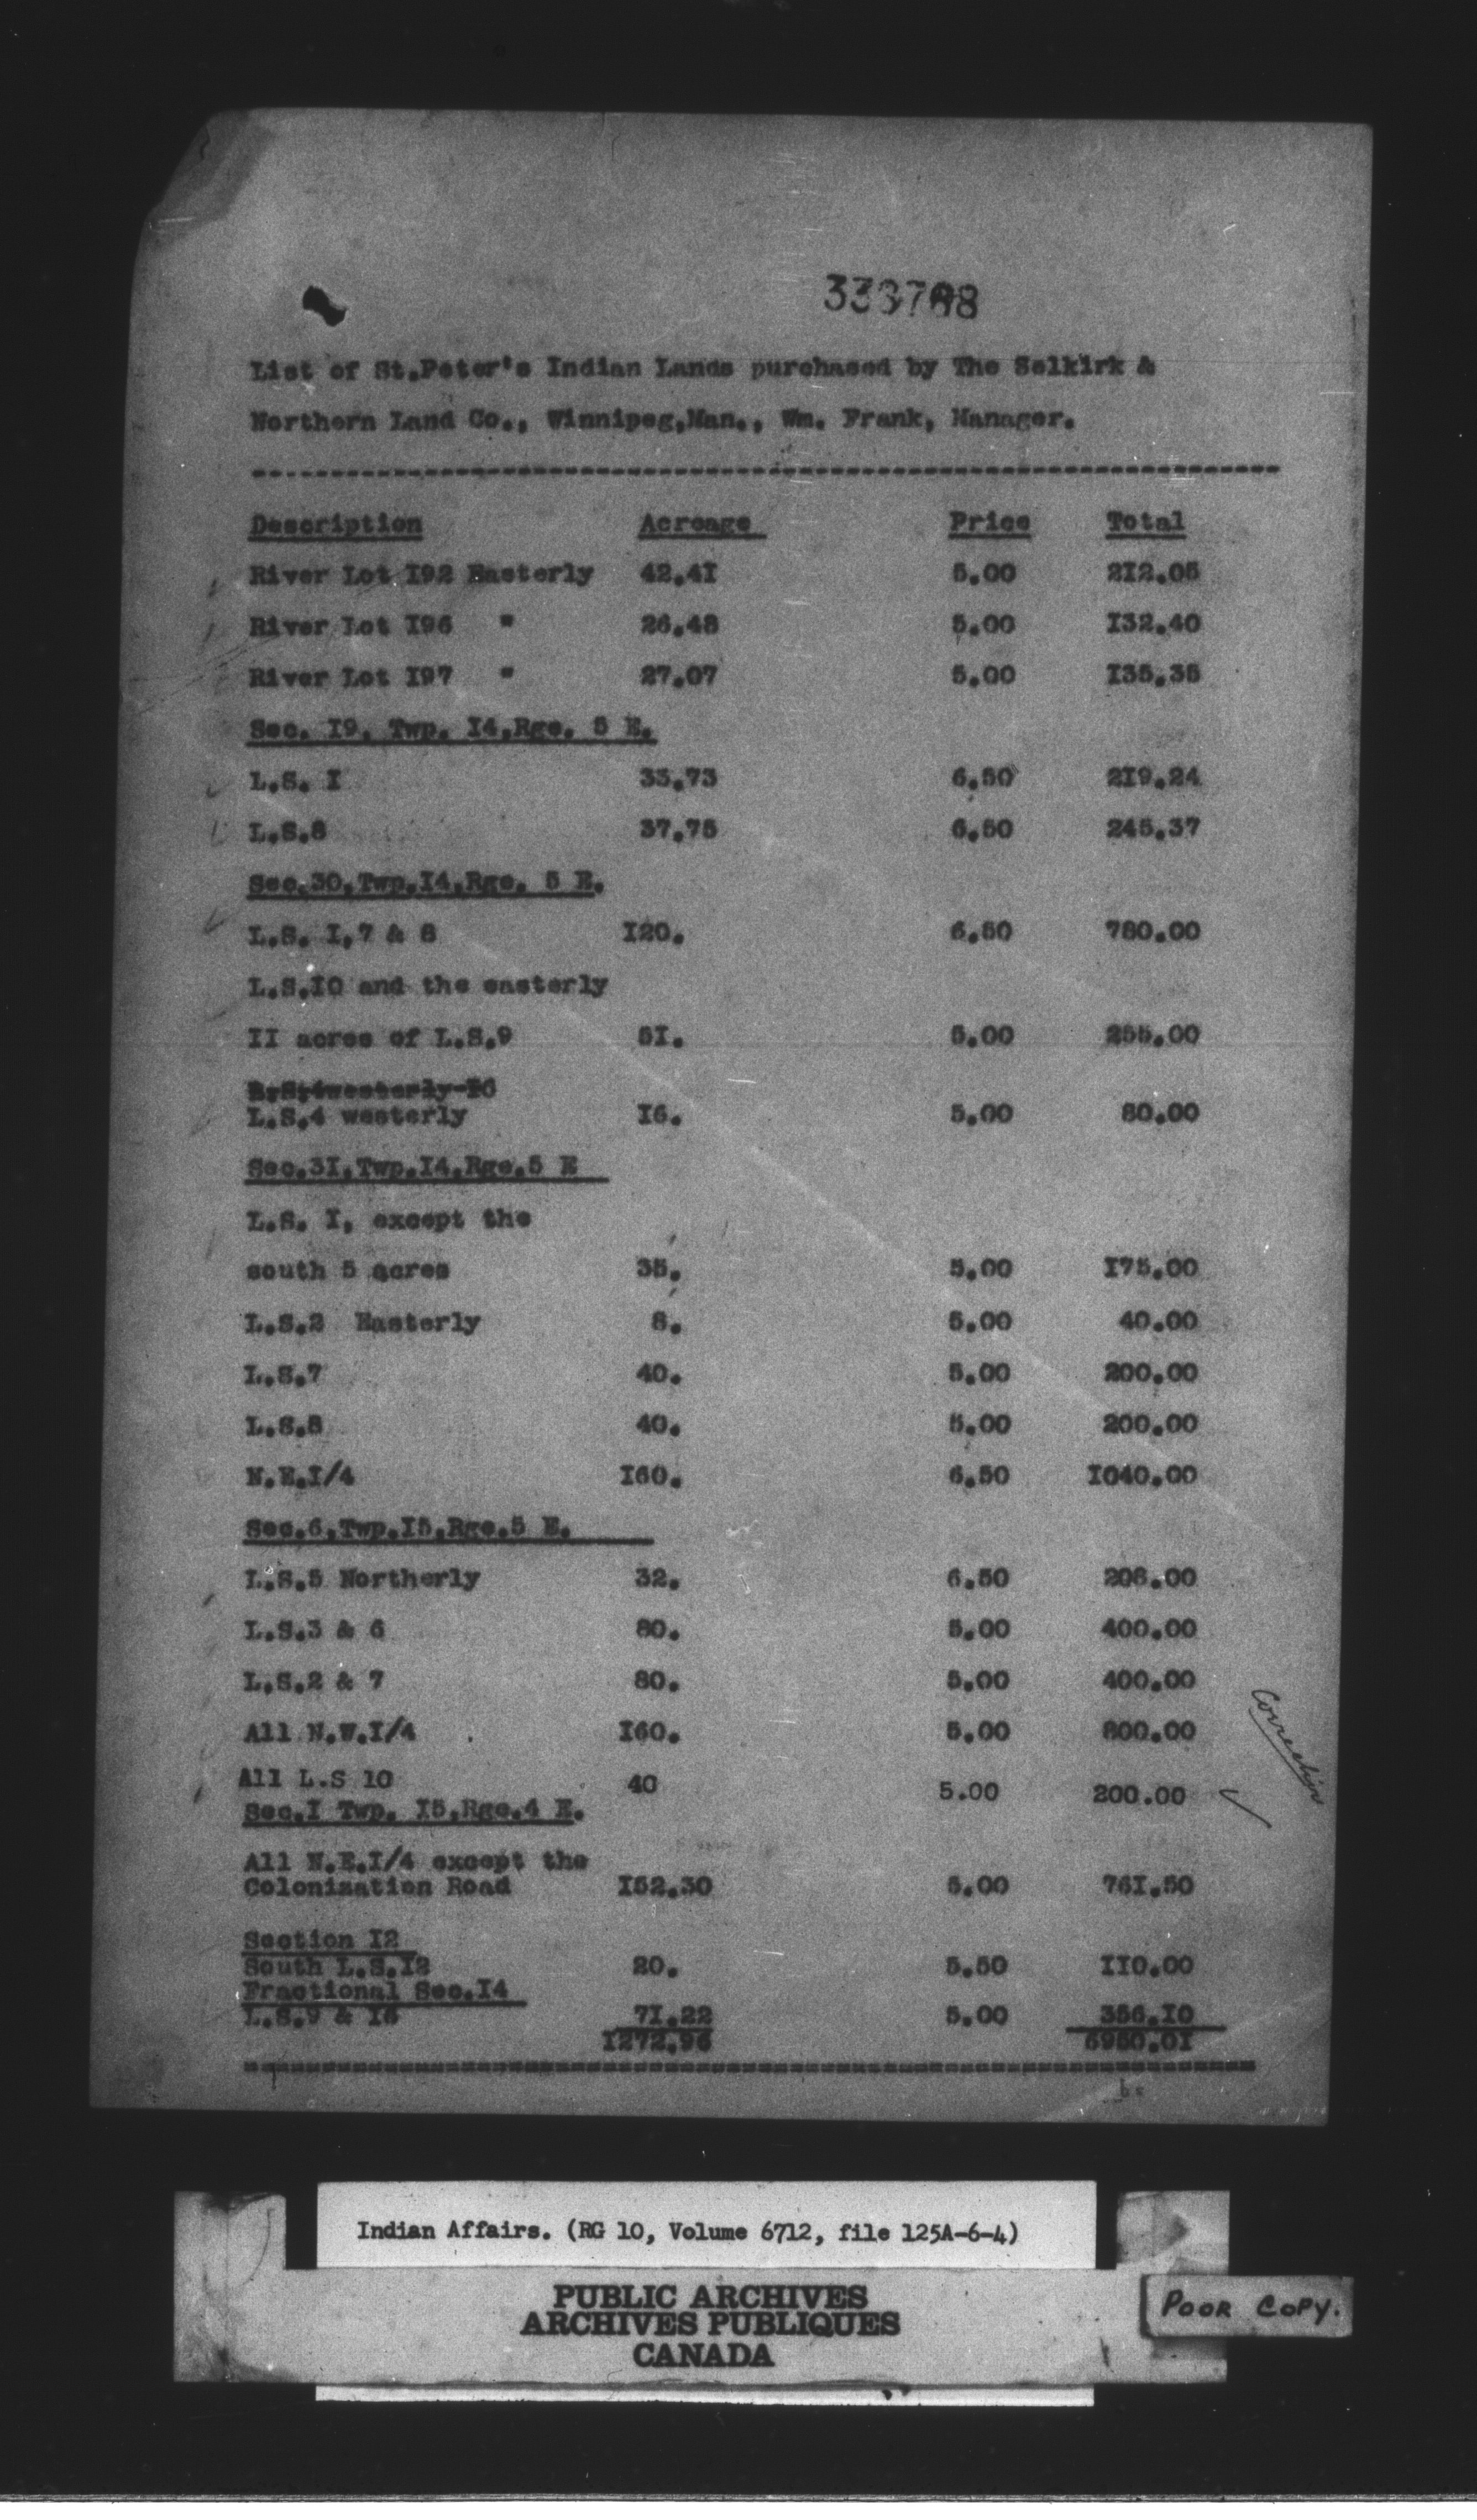 333788
List of St.Peter's Indian Lands purchased by The Selkirk &
Northern Land Co., Winnipeg,Man., Wm. Frank, Manager.
Description Acreage Price Total
River Lot I92 Easterly 42.4I 5.00 2I2.05
River Lot I96 " 26.48 5.00 I32.40
River Lot I97 " 27.07 5.00 I35.35
Sec. I9, Twp. I4,Rge. 5 E.
L.S. I 33.73 6.50 2I9.24
L.S.8 37.75 6.50 245.37
Sec.30,Twp.I4,Rge. 5 E.
L.S. I,7 & 8 I20. 6.50 780.00
L.S.I0 and the easterly
II acres of L.S.9 5I. 5.00 255.00
L.S.4westerly-I6
L.S.4 westerly I6. 5.00 80.00
Sec.3I,Twp.I4,Rge.5 E
L.S. I, except the
south 5 acres 35. 5.00 I75.00
L.S.2 Easterly 8. 5.00 40.00
L.S.7 40. 5.00 200.00
L.S.8 40. 5.00 200.00
N.E.I/4 I60. 6.50 I040.00
Sec.6,Twp.I5,Rge.5 E.
L.S.5 Northerly 32. 6.50 208.00
L.S.3 & 6 80. 5.00 400.00
L.S.2 & 7 80. 5.00 400.00
All N.W.I/4 I60. 5.00 800.00
All L.S 10 40 5.00 200.00
Correction
Sec.I Twp. I5,Rge.4 E.
All N.E.I/4 except the
Colonization Road I52.30 5.00 76I.50
Section I2
South L.S.I2 20. 5.50 II0.00
Fractional Sec.I4
L.S.9 & I6 7I.22 5.00 356.I0
I272.96 6950.0I
Indian Affairs. (RG 10, Volume 6712, file 125A-6-4)
PUBLIC ARCHIVES
ARCHIVES PUBLIQUES
CANADA
POOR COPY.